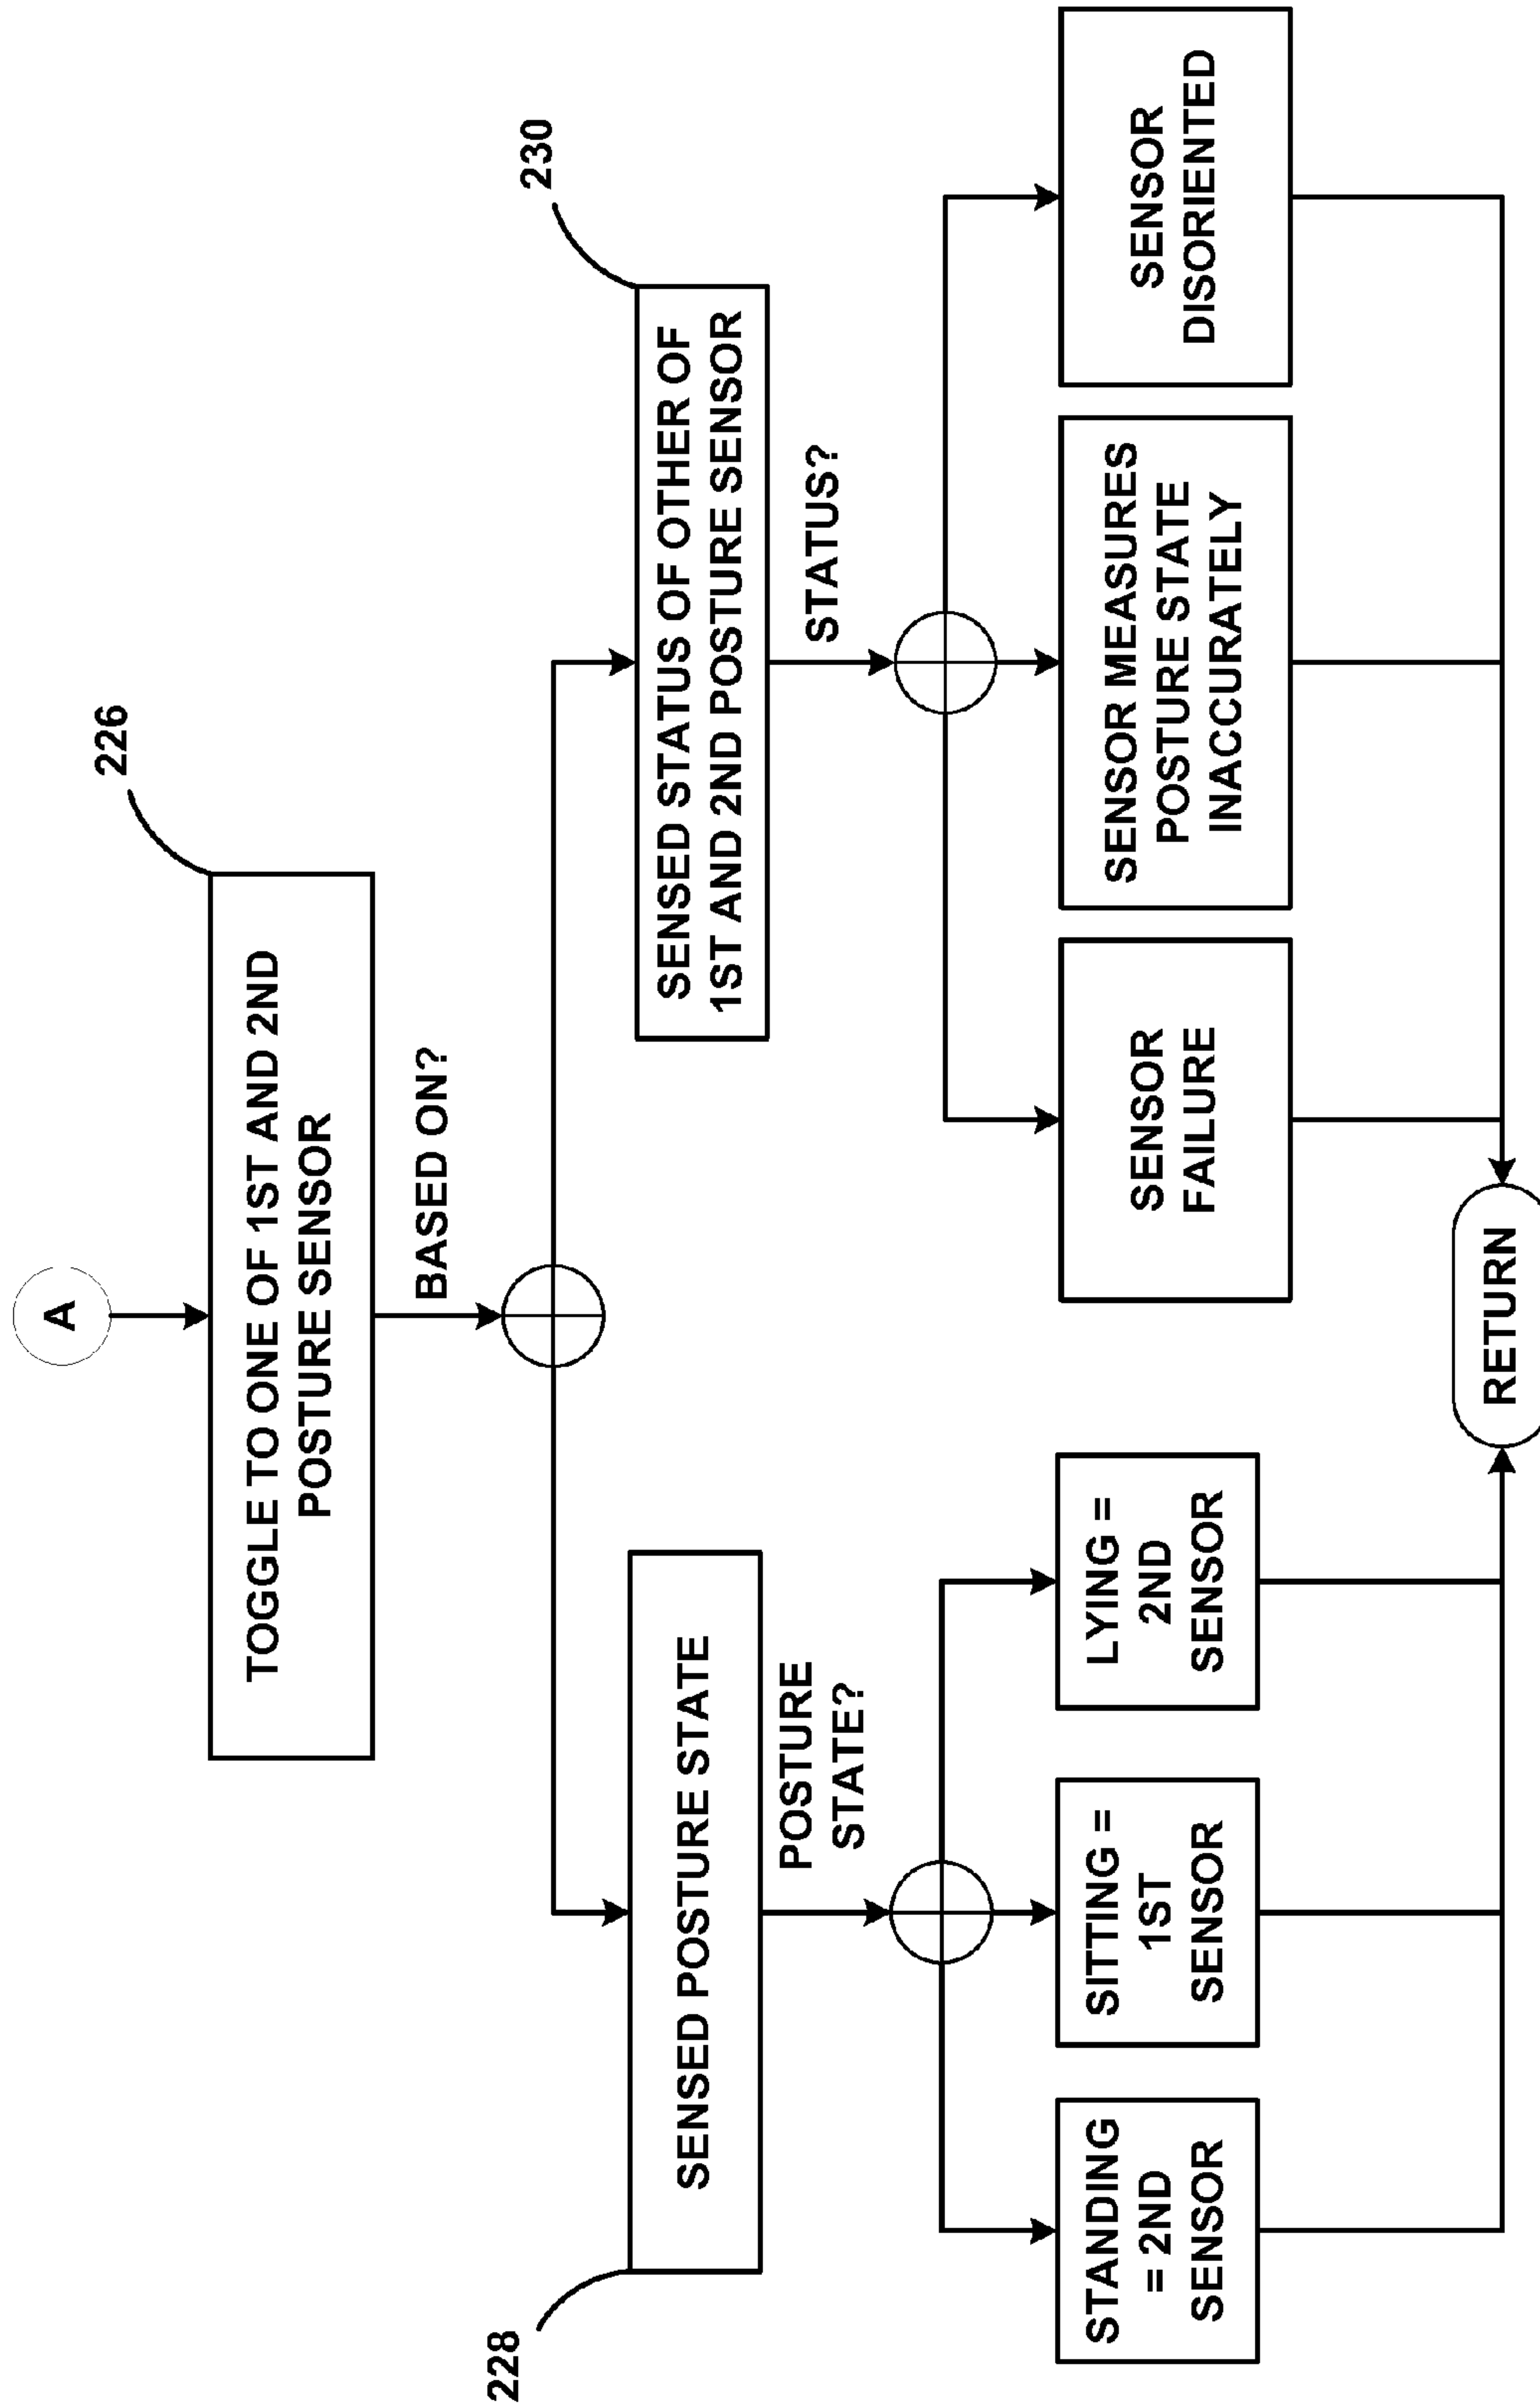 A
226
TOGGLE TO ONE OF 1ST AND 2ND
POSTURE SENSOR
BASED ON?
228
SENSED POSTURE STATE
230
SENSED STATUS OF OTHER OF
1ST AND 2ND POSTURE SENSOR
POSTURE
STATE?
STATUS?
STANDING
= 2ND
SENSOR
SITTING =
1ST
SENSOR
LYING =
2ND
SENSOR
SENSOR
FAILURE
SENSOR MEASURES
POSTURE STATE
INACCURATELY
SENSOR
DISORIENTED
RETURN